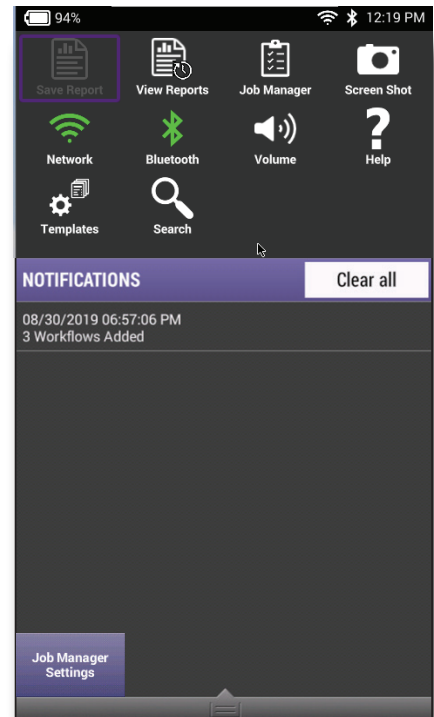 94%
12:19 PM
Save Report
View Reports
Job Manager
Screen Shot
Network
Bluetooth
Volume
Help
Templates
Search
NOTIFICATIONS
Clear all
08/30/2019 06:57:06 PM
3 Workflows Added
Job Manager
Settings